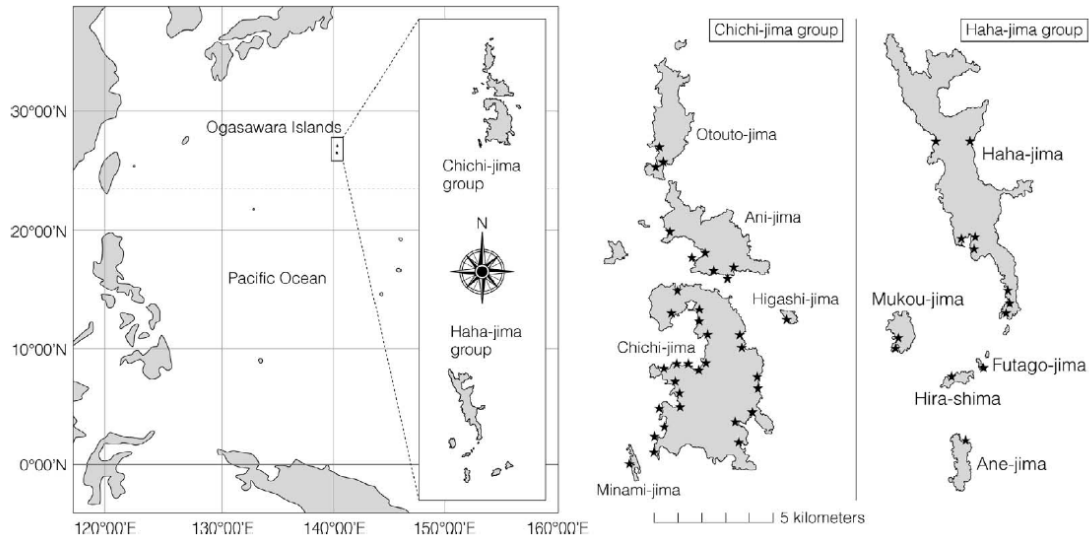 30°00'N
20°00'N
10°00'N
0°00'N
120°00'E
130°00'E
140°00'E
150°00'E
160°00'E
Ogasawara Islands
Pacific Ocean
Chichi-jima
group
N
Haha-jima
group
Chichi-jima group
Otouto-jima
Ani-jima
Higashi-jima
Chichi-jima
Minami-jima
5 kilometers
Haha-jima group
Haha-jima
Mukou-jima
Futago-jima
Hira-shima
Ane-jima